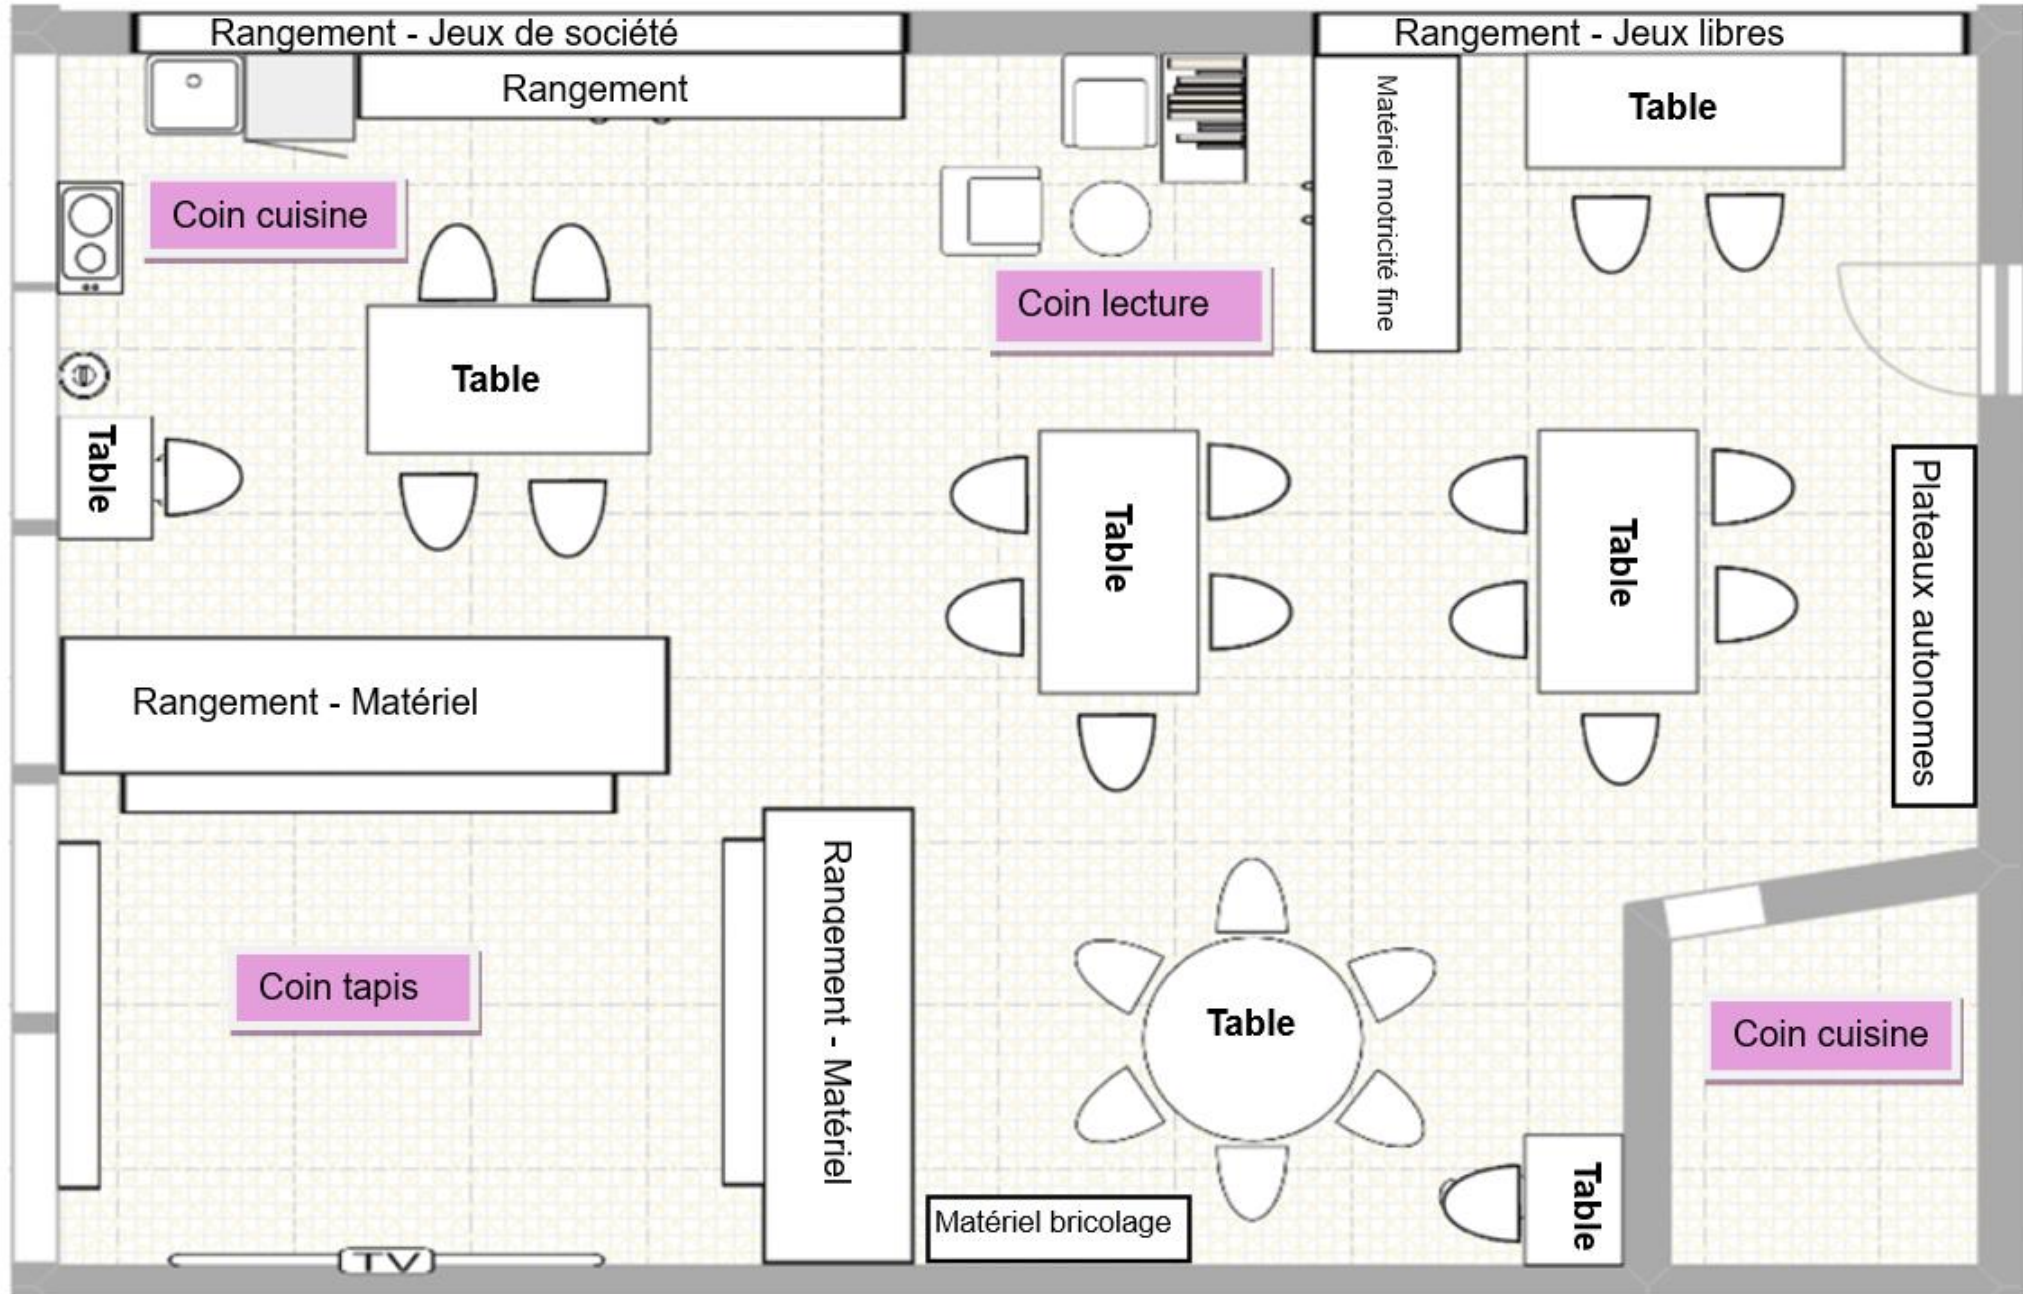 Rangement - Jeux de société
Rangement - Jeux libres
Rangement
Matériel motricité fine
Table
Coin cuisine
Coin lecture
Table
Table
Table
Table
Plateaux autonomes
Rangement - Matériel
Rangement - Matériel
Coin tapis
Table
Coin cuisine
Matériel bricolage
Table
TV